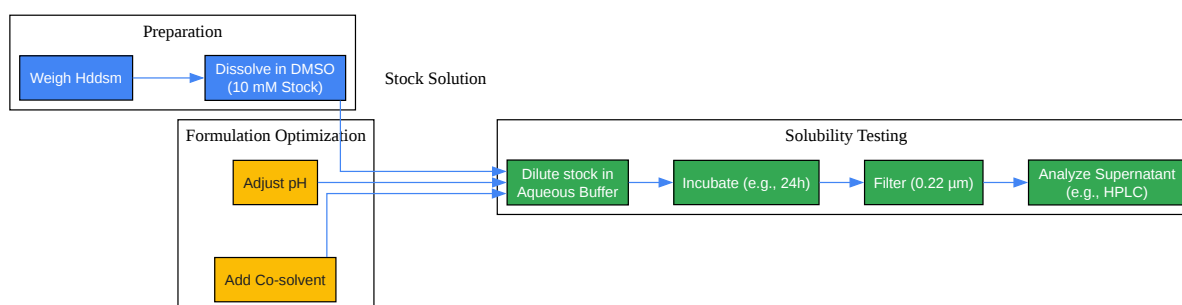 Preparation
Weigh Hddsm
Dissolve in DMSO
(10 mM Stock)
Stock Solution
Formulation Optimization
Adjust pH
Add Co-solvent
Solubility Testing
Dilute stock in
Aqueous Buffer
Incubate (e.g., 24h)
Filter (0.22 µm)
Analyze Supernatant
(e.g., HPLC)